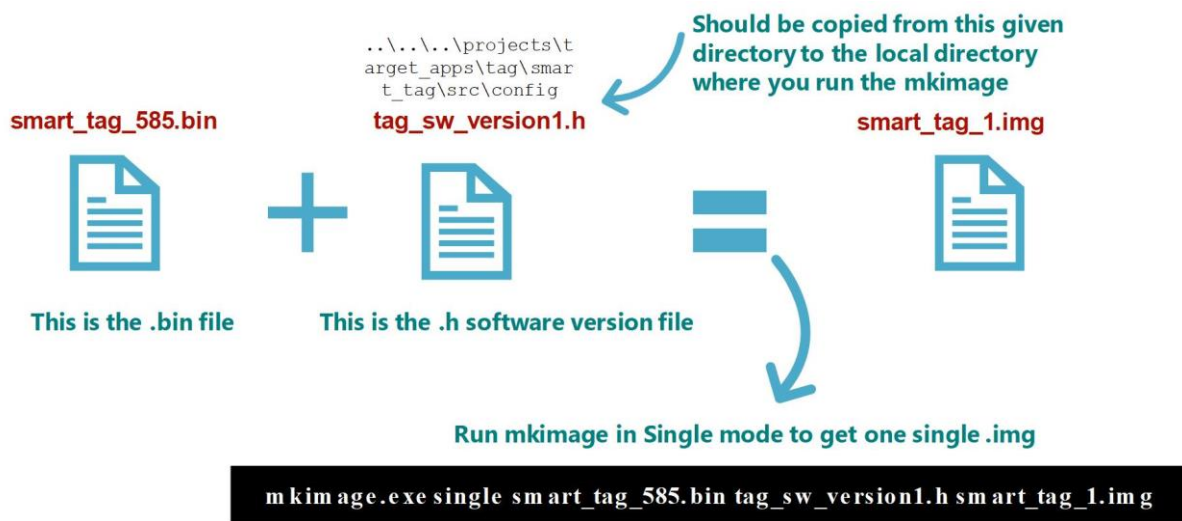 Should be copied from this given
directory to the local directory
where you run the mkimage
..\..\..\projects\t
arget_apps\tag\smar
t_tag\src\config
smart_tag_585.bin
tag_sw_version1.h
smart_tag_1.img
This is the .bin file
This is the .h software version file
Run mkimage in Single mode to get one single .img
mkimage.exe single smart_tag_585.bin tag_sw_version1.h smart_tag_1.img